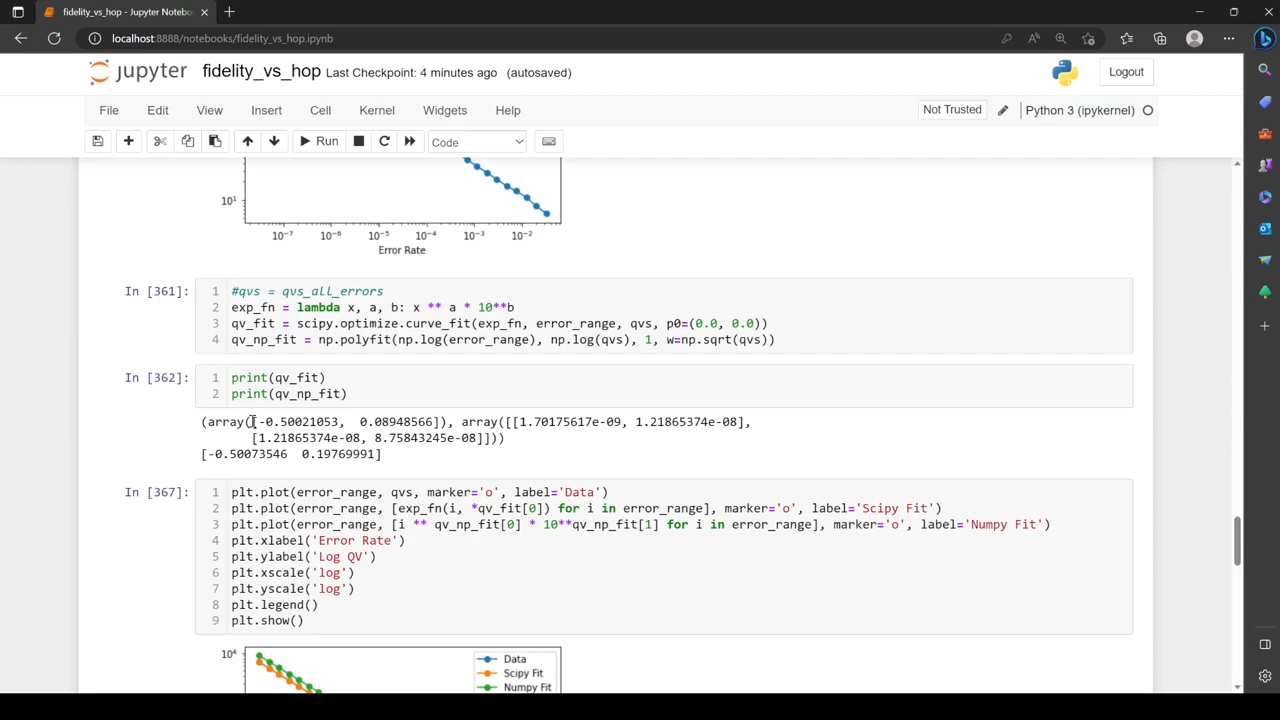 fidelity_vs_hop - Jupyter Notebo
localhost:8888/notebooks/fidelity_vs_hop.ipynb
jupyter fidelity_vs_hop Last Checkpoint: 4 minutes ago (autosaved)
Logout
File Edit View Insert Cell Kernel Widgets Help
Not Trusted
Python 3 (ipykernel)
Run
Code
10^1
10^-7 10^-6 10^-5 10^-4 10^-3 10^-2
Error Rate
In [361]:
1 #qvs = qvs_all_errors
2 exp_fn = lambda x, a, b: x ** a * 10**b
3 qv_fit = scipy.optimize.curve_fit(exp_fn, error_range, qvs, p0=(0.0, 0.0))
4 qv_np_fit = np.polyfit(np.log(error_range), np.log(qvs), 1, w=np.sqrt(qvs))
In [362]:
1 print(qv_fit)
2 print(qv_np_fit)
(array([-0.50021053, 0.08948566]), array([[1.70175617e-09, 1.21865374e-08],
[1.21865374e-08, 8.75843245e-08]]))
[-0.50073546 0.19769991]
In [367]:
1 plt.plot(error_range, qvs, marker='o', label='Data')
2 plt.plot(error_range, [exp_fn(i, *qv_fit[0]) for i in error_range], marker='o', label='Scipy Fit')
3 plt.plot(error_range, [i ** qv_np_fit[0] * 10**qv_np_fit[1] for i in error_range], marker='o', label='Numpy Fit')
4 plt.xlabel('Error Rate')
5 plt.ylabel('Log QV')
6 plt.xscale('log')
7 plt.yscale('log')
8 plt.legend()
9 plt.show()
10^4
Data
Scipy Fit
Numpy Fit